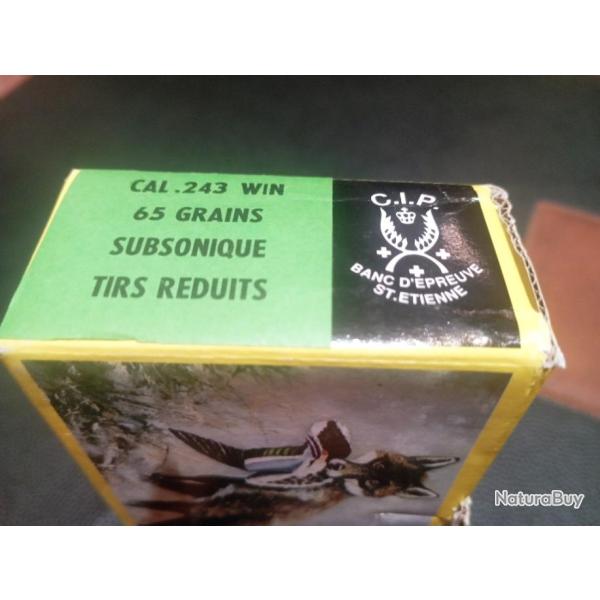 CAL .243 WIN
65 GRAINS
SUBSONIQUE
TIRS REDUITS
C.I.P.
BANC D'EPREUVE
ST.ETIENNE
NaturaBuy